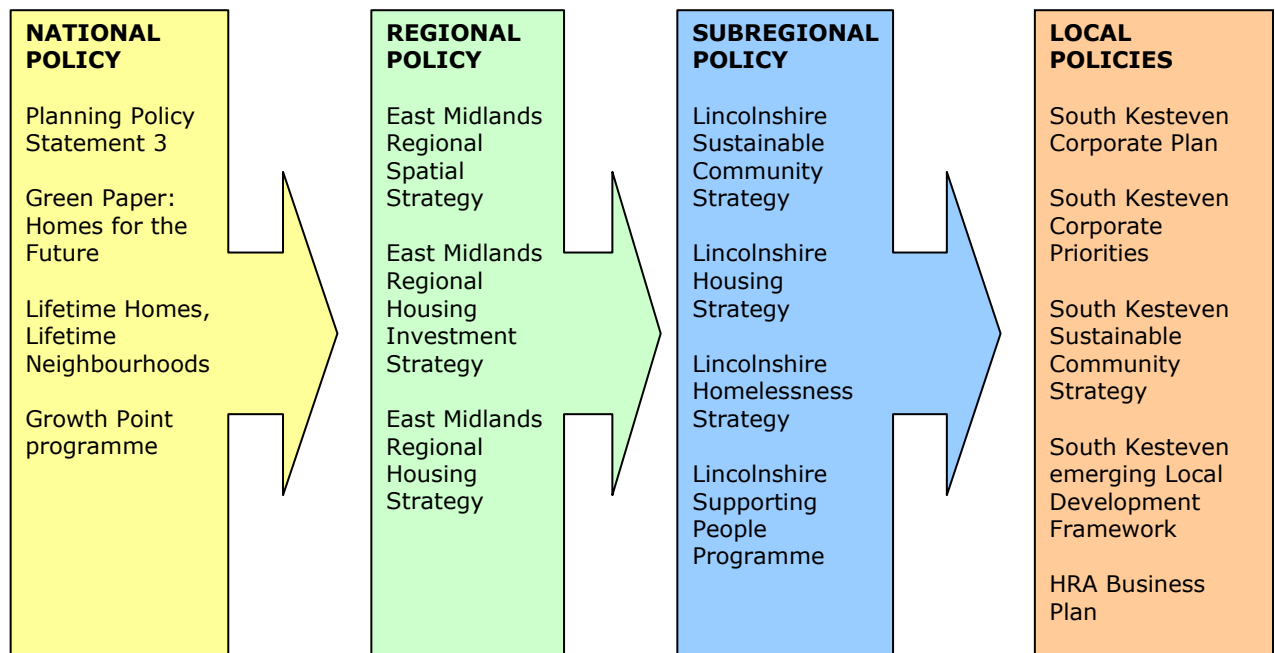 NATIONAL
POLICY
Planning Policy
Statement 3
Green Paper:
Homes for the
Future
Lifetime Homes,
Lifetime
Neighbourhoods
Growth Point
programme
REGIONAL
POLICY
East Midlands
Regional
Spatial
Strategy
East Midlands
Regional
Housing
Investment
Strategy
East Midlands
Regional
Housing
Strategy
SUBREGIONAL
POLICY
Lincolnshire
Sustainable
Community
Strategy
Lincolnshire
Housing
Strategy
Lincolnshire
Homelessness
Strategy
Lincolnshire
Supporting
People
Programme
LOCAL
POLICIES
South Kesteven
Corporate Plan
South Kesteven
Corporate
Priorities
South Kesteven
Sustainable
Community
Strategy
South Kesteven
emerging Local
Development
Framework
HRA Business
Plan